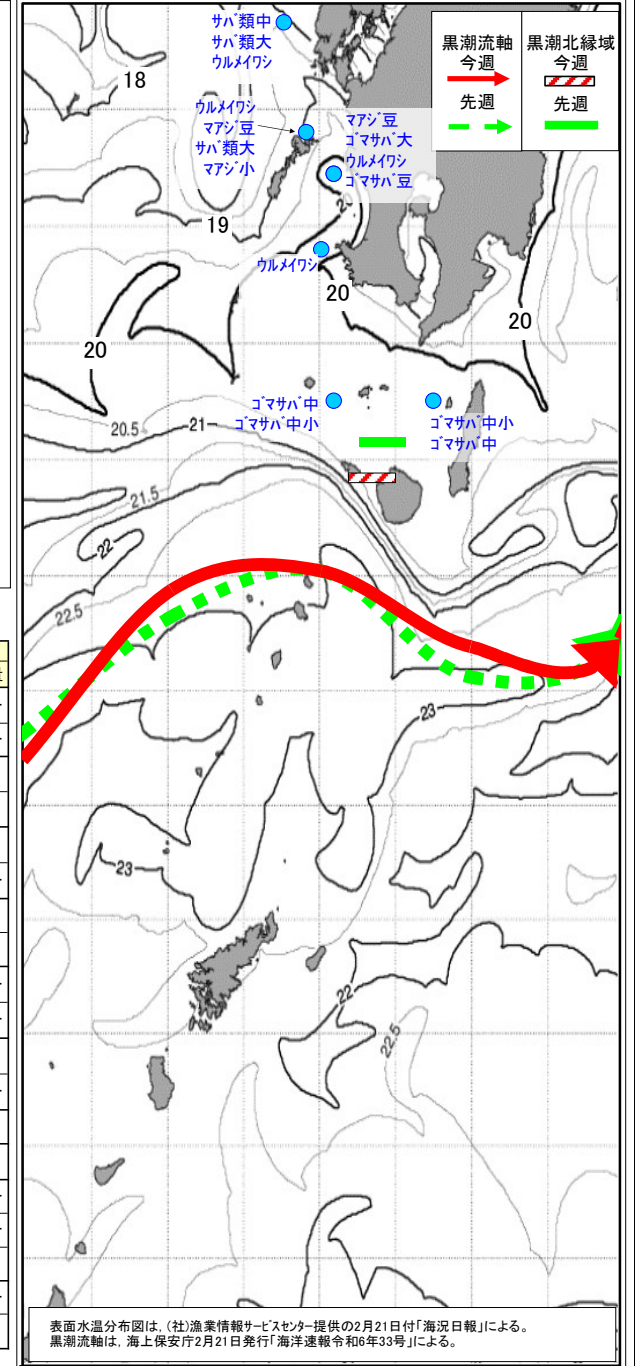 サバ類中
サバ類大
ウルメイワシ
黒潮流軸
今週
先週
黒潮北縁域
今週
先週
18
ウルメイワシ
マアジ豆
サバ類大
マアジ小
マアジ豆
ゴマサバ大
ウルメイワシ
ゴマサバ豆
19
ウルメイワシ
20
20
20
ゴマサバ中
ゴマサバ中小
ゴマサバ中小
ゴマサバ中
20.5
21
21.5
22
22.5
23
23
22
22.5
表面水温分布図は、(社)漁業情報サービスセンター提供の2月21日付「海況日報」による。
黒潮流軸は、海上保安庁2月21日発行「海洋速報令和6年33号」による。